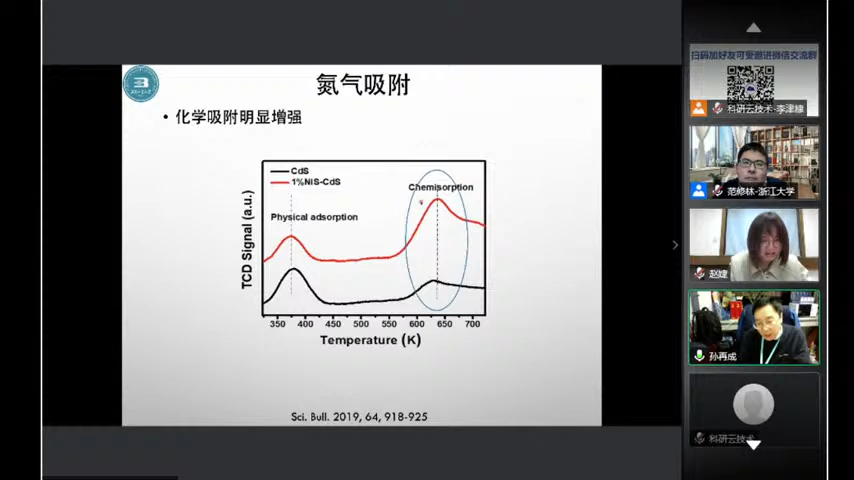 氮气吸附
• 化学吸附明显增强
CdS
1%NiS-CdS
Chemisorption
Physical adsorption
TCD Signal (a.u.)
350 400 450 500 550 600 650 700
Temperature (K)
Sci. Bull. 2019, 64, 918-925
扫码加好友可受邀进微信交流群
科研云技术-李津橞
范修林-浙江大学
赵婕
孙再成
科研云技术